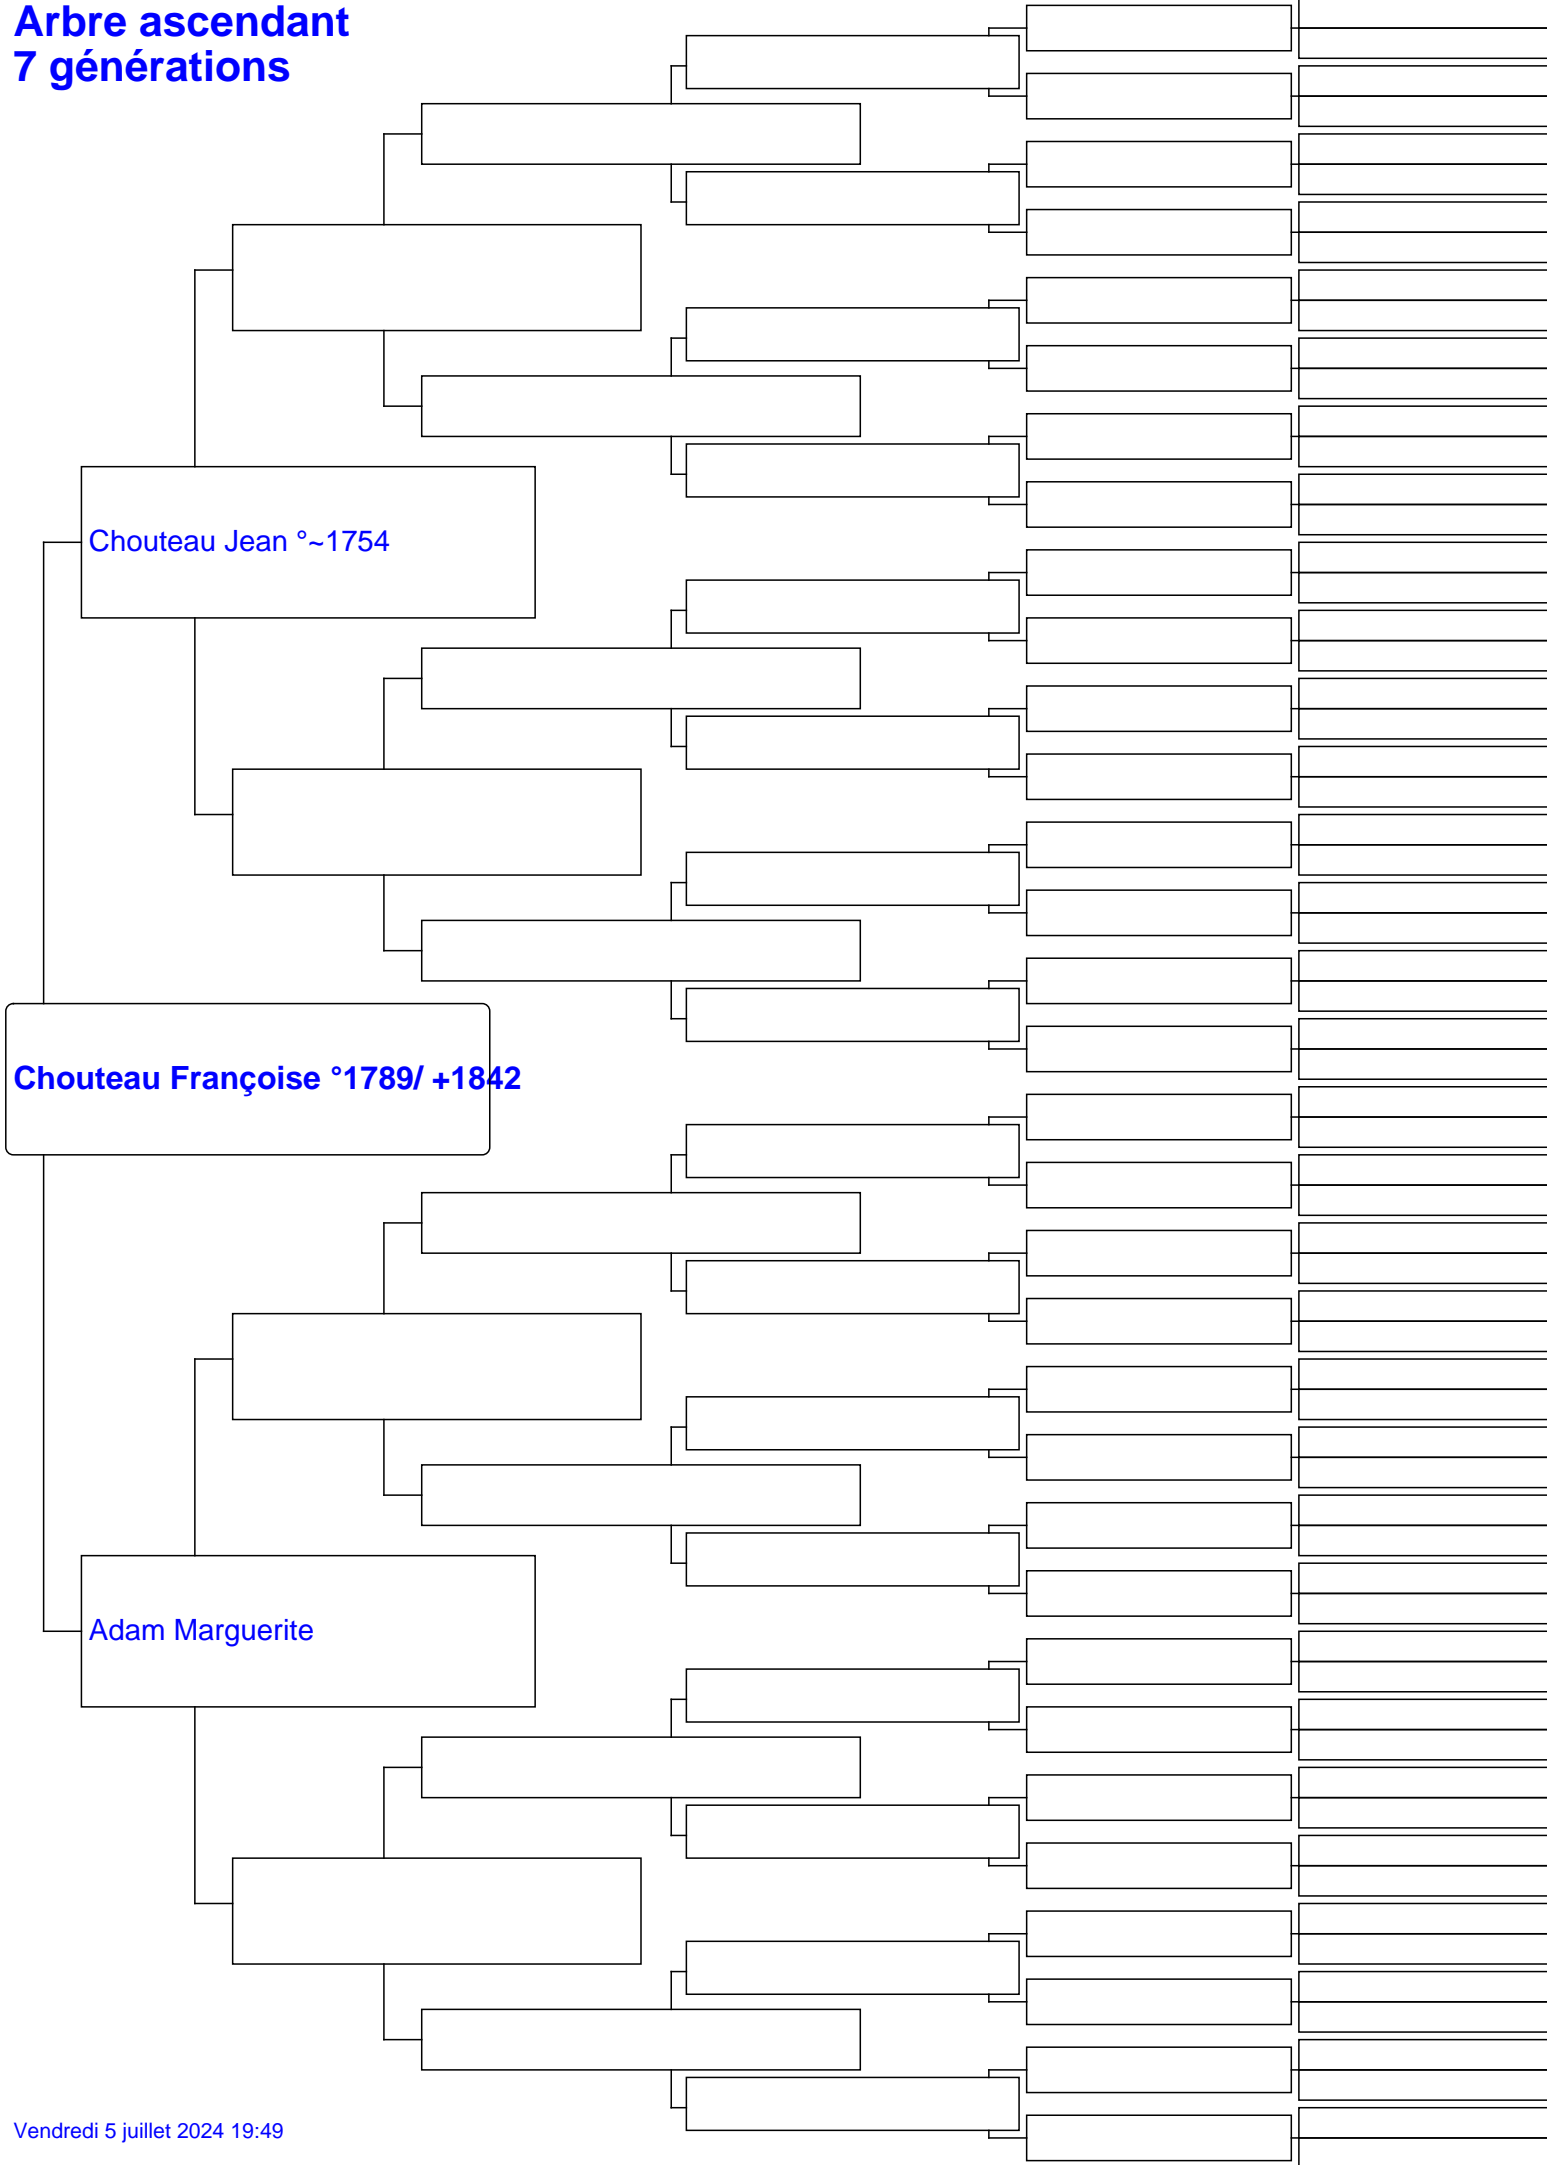 Arbre ascendant
7 générations
Chouteau Jean °~1754
Chouteau Françoise °1789/ +1842
Adam Marguerite
Vendredi 5 juillet 2024 19:49